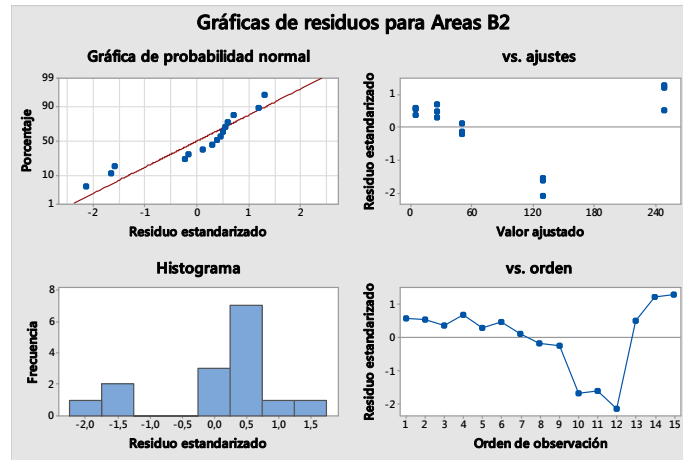 Gráficas de residuos para Areas B2
Gráfica de probabilidad normal
99
90
50
10
1
Porcentaje
-2 -1 0 1 2
Residuo estandarizado
vs. ajustes
1
0
-1
-2
Residuo estandarizado
0 60 120 180 240
Valor ajustado
Histograma
8
6
4
2
0
Frecuencia
-2,0 -1,5 -1,0 -0,5 0,0 0,5 1,0 1,5
Residuo estandarizado
vs. orden
1
0
-1
-2
Residuo estandarizado
1 2 3 4 5 6 7 8 9 10 11 12 13 14 15
Orden de observación